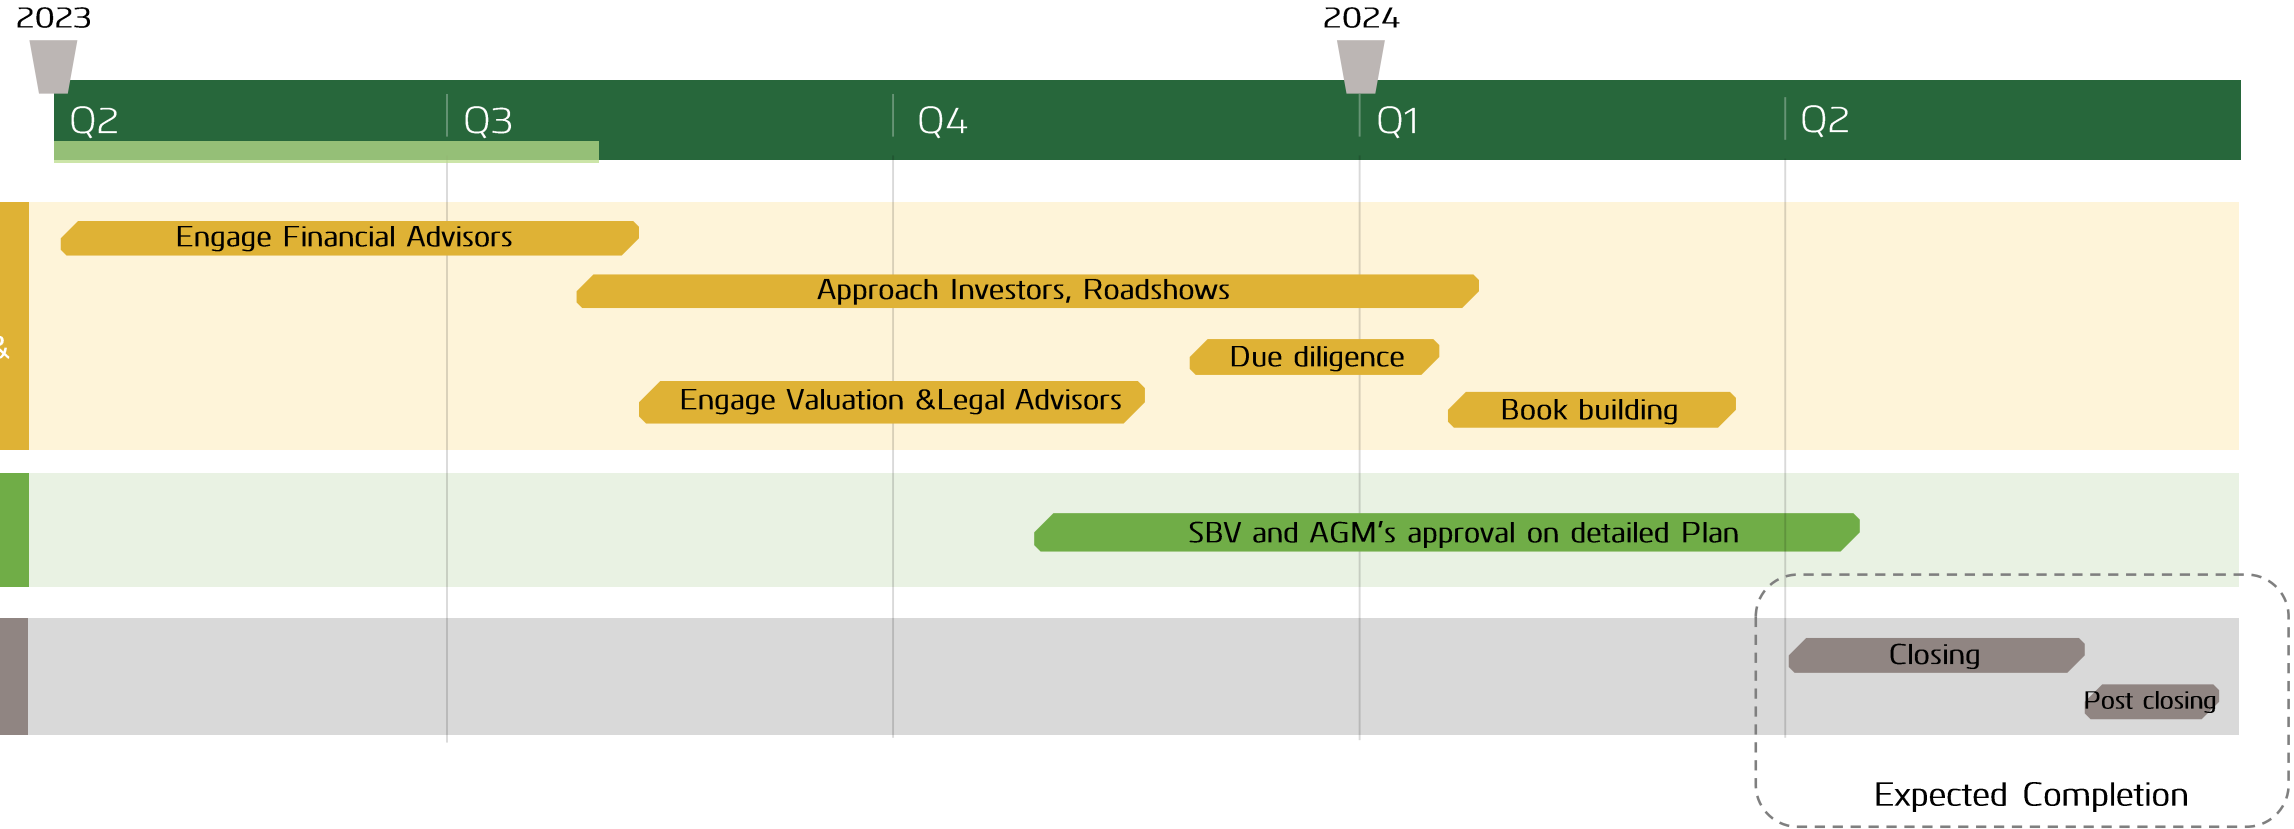 2023
2024
Q2
Q3
Q4
Q1
Q2
Engage Financial Advisors
Approach Investors, Roadshows
Due diligence
&
Engage Valuation &Legal Advisors
Book building
SBV and AGM's approval on detailed Plan
Closing
Post closing
Expected Completion